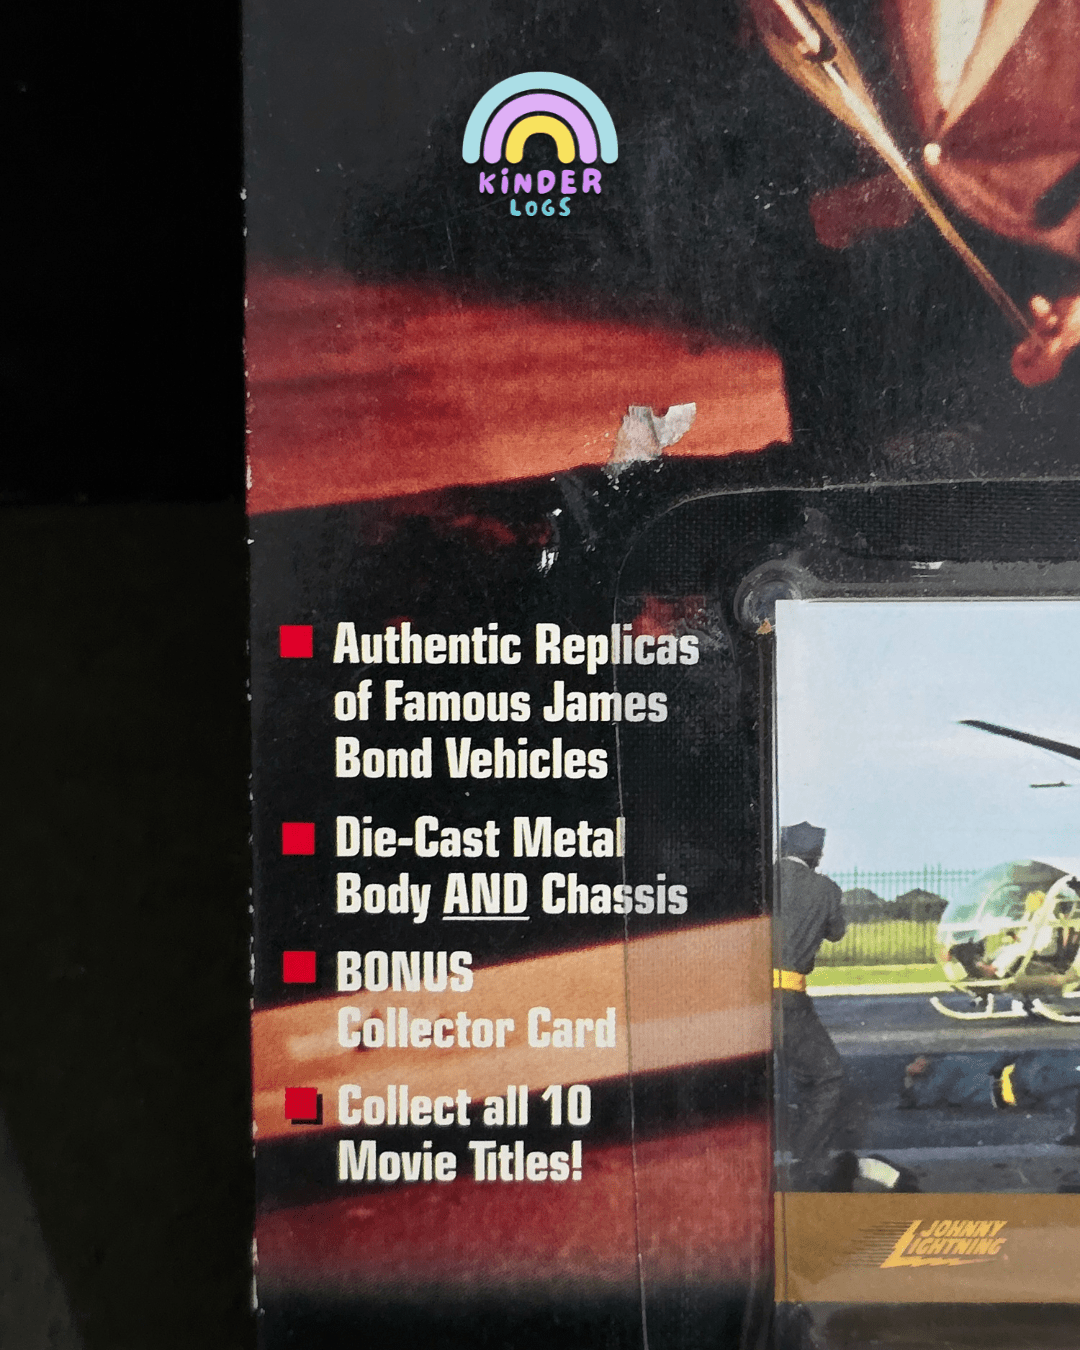 KiNDER
LOGS
Authentic Replicas
of Famous James
Bond Vehicles
Die-Cast Metal
Body AND Chassis
BONUS
Collector Card
Collect all 10
Movie Titles!
JOHNNY
LIGHTNING